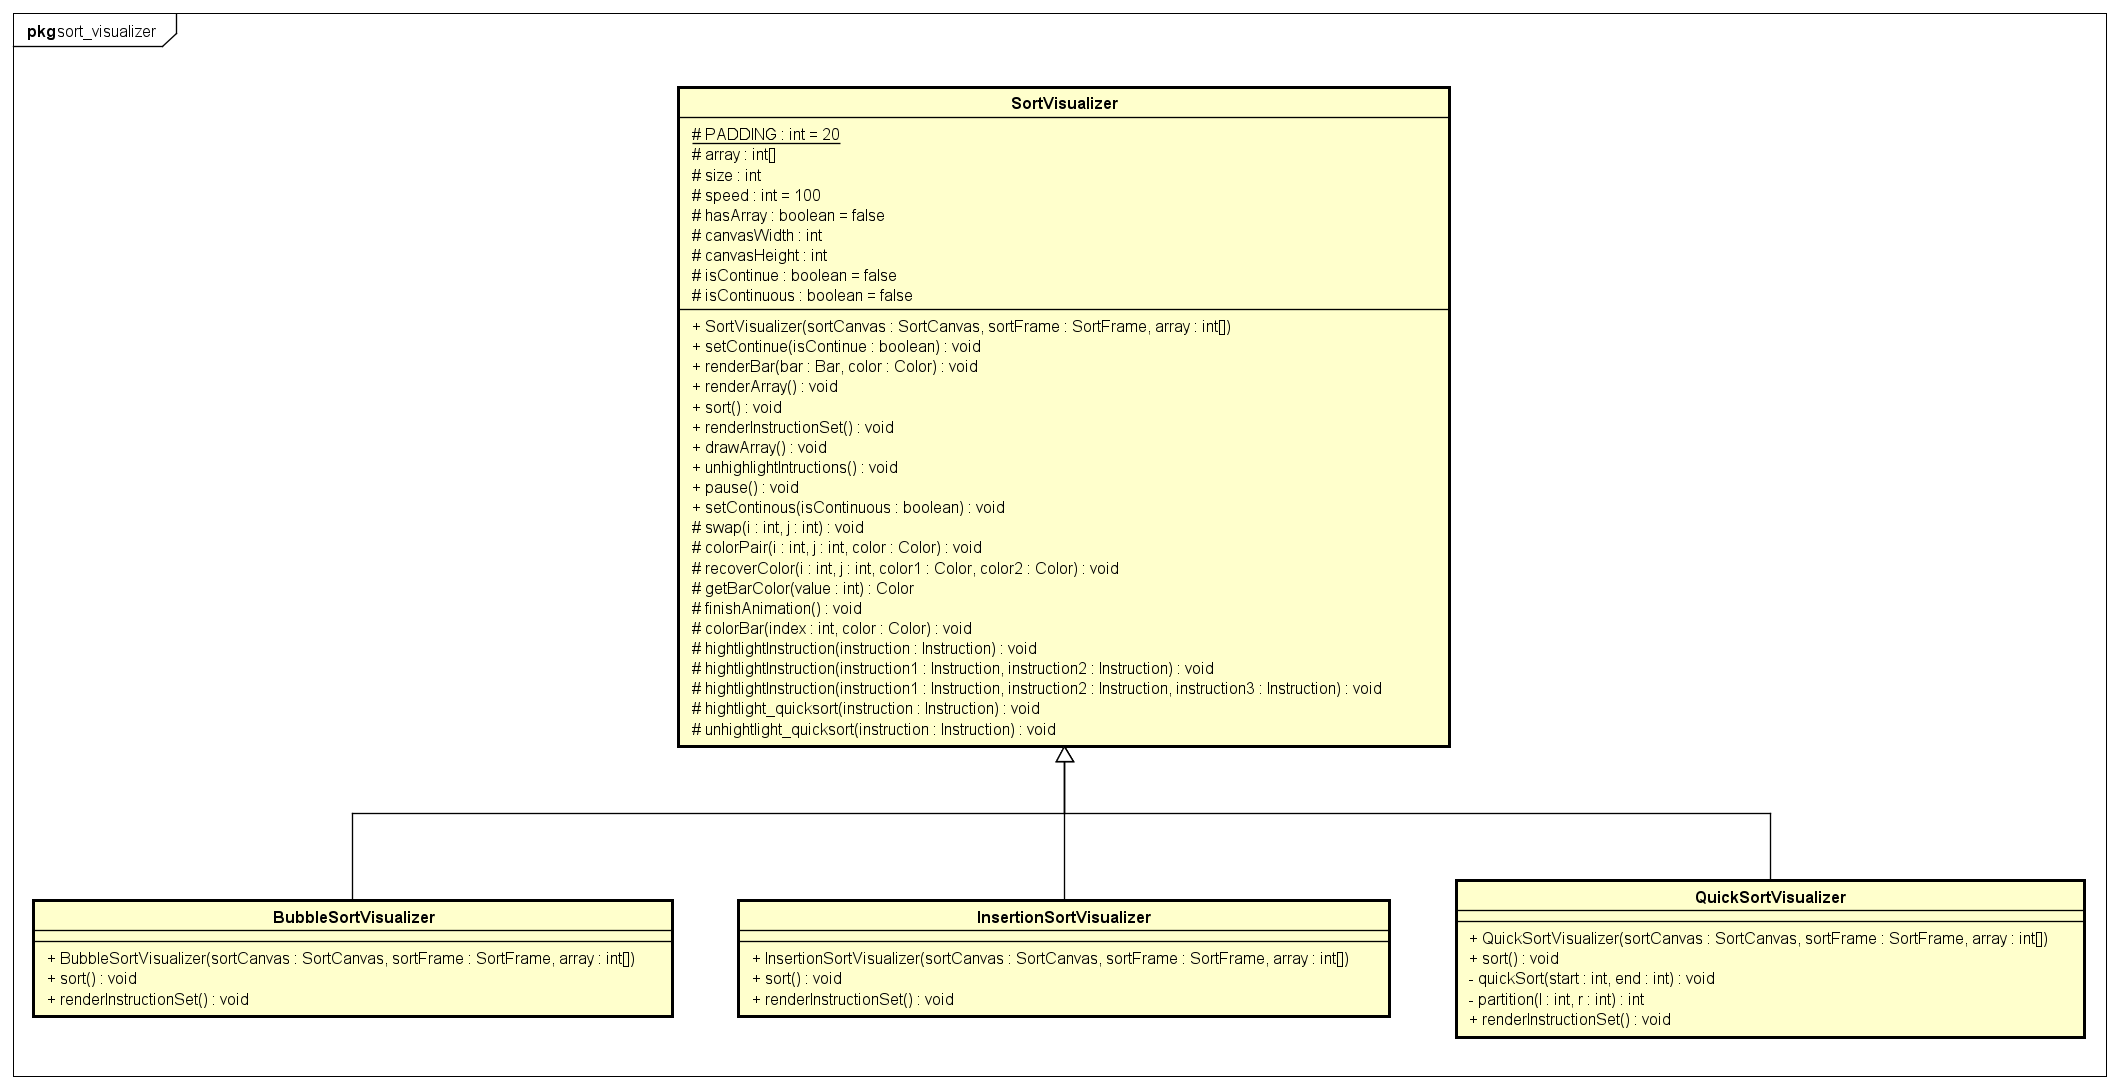 pkg sort_visualizer
SortVisualizer
# PADDING : int = 20
# array : int[]
# size : int
# speed : int = 100
# hasArray : boolean = false
# canvasWidth : int
# canvasHeight : int
# isContinue : boolean = false
# isContinuous : boolean = false
+ SortVisualizer(sortCanvas : SortCanvas, sortFrame : SortFrame, array : int[])
+ setContinue(isContinue : boolean) : void
+ renderBar(bar : Bar, color : Color) : void
+ renderArray() : void
+ sort() : void
+ renderInstructionSet() : void
+ drawArray() : void
+ unhighlightIntructions() : void
+ pause() : void
+ setContinous(isContinuous : boolean) : void
# swap(i : int, j : int) : void
# colorPair(i : int, j : int, color : Color) : void
# recoverColor(i : int, j : int, color1 : Color, color2 : Color) : void
# getBarColor(value : int) : Color
# finishAnimation() : void
# colorBar(index : int, color : Color) : void
# hightlightInstruction(instruction : Instruction) : void
# hightlightInstruction(instruction1 : Instruction, instruction2 : Instruction) : void
# hightlightInstruction(instruction1 : Instruction, instruction2 : Instruction, instruction3 : Instruction) : void
# hightlight_quicksort(instruction : Instruction) : void
# unhightlight_quicksort(instruction : Instruction) : void
BubbleSortVisualizer
+ BubbleSortVisualizer(sortCanvas : SortCanvas, sortFrame : SortFrame, array : int[])
+ sort() : void
+ renderInstructionSet() : void
InsertionSortVisualizer
+ InsertionSortVisualizer(sortCanvas : SortCanvas, sortFrame : SortFrame, array : int[])
+ sort() : void
+ renderInstructionSet() : void
QuickSortVisualizer
+ QuickSortVisualizer(sortCanvas : SortCanvas, sortFrame : SortFrame, array : int[])
+ sort() : void
- quickSort(start : int, end : int) : void
- partition(l : int, r : int) : int
+ renderInstructionSet() : void